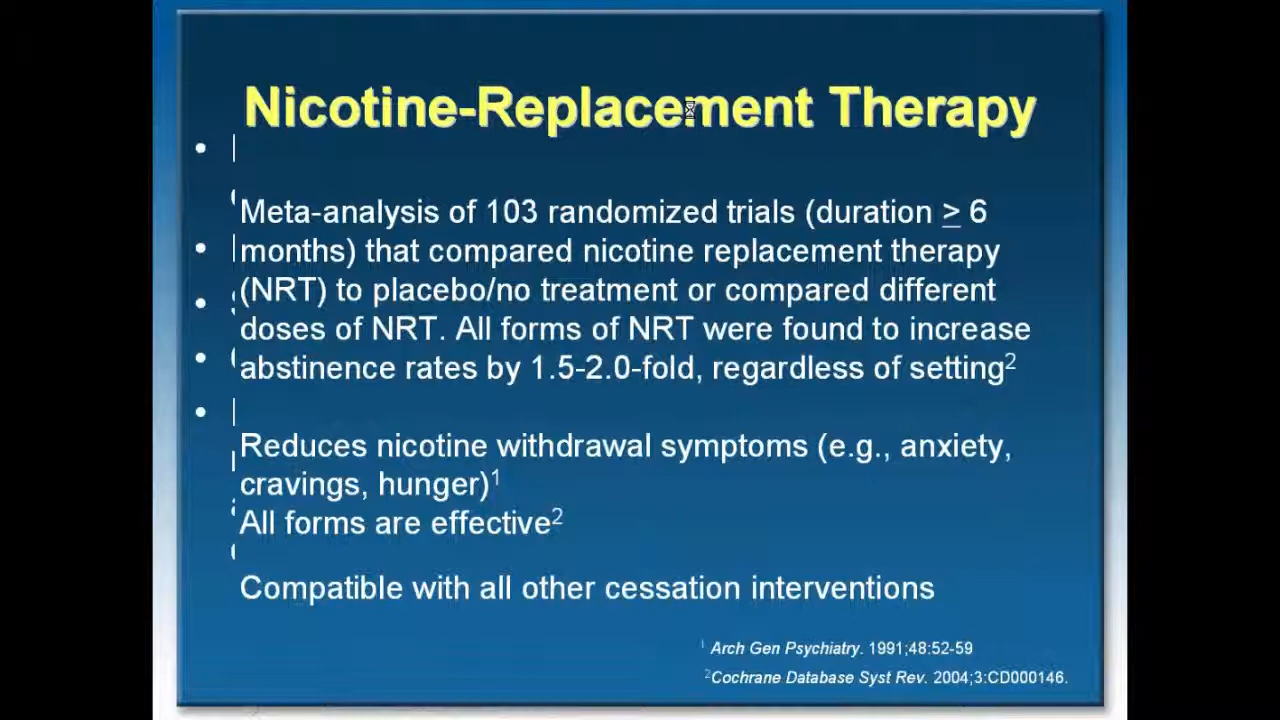 Nicotine-Replacement Therapy
Meta-analysis of 103 randomized trials (duration > 6
months) that compared nicotine replacement therapy
(NRT) to placebo/no treatment or compared different
doses of NRT. All forms of NRT were found to increase
abstinence rates by 1.5-2.0-fold, regardless of setting²
Reduces nicotine withdrawal symptoms (e.g., anxiety,
cravings, hunger)¹
All forms are effective²
Compatible with all other cessation interventions
¹ Arch Gen Psychiatry. 1991;48:52-59
²Cochrane Database Syst Rev. 2004;3:CD000146.